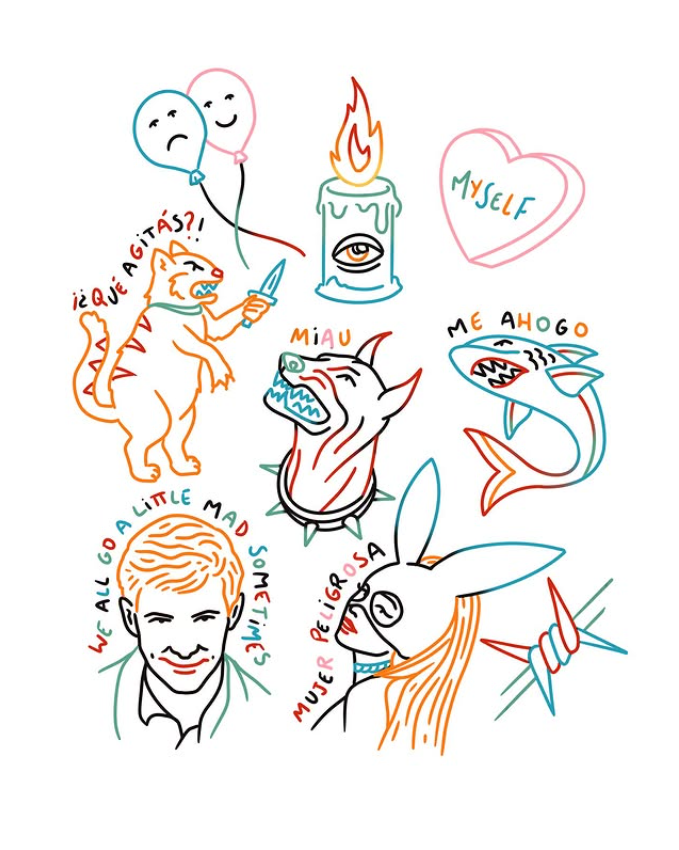 MYSELF
¡¿QUÉ AGITÁS?!
MIAU
ME AHOGO
WE ALL GO A LITTLE MAD SOMETIMES
MUJER PELIGROSA